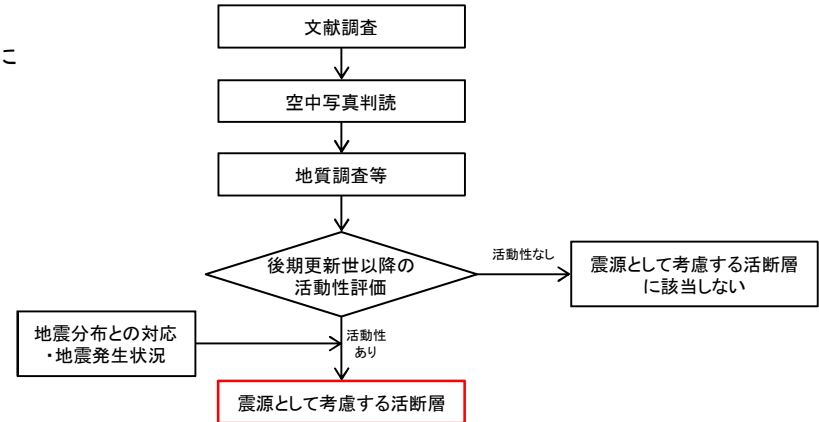 文献調査
に
空中写真判読
地質調査等
後期更新世以降の
活動性評価
活動性なし
震源として考慮する活断層
に該当しない
地震分布との対応
・地震発生状況
活動性
あり
震源として考慮する活断層